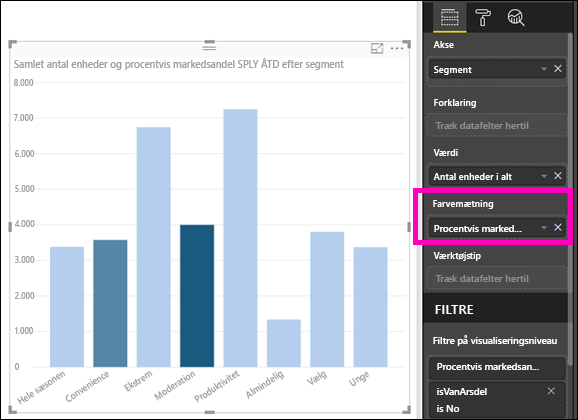 Samlet antal enheder og procentvis markedsandel SPLY ÅTD efter segment
8.000
7.000
6.000
5.000
4.000
3.000
2.000
1.000
0
Hele sæsonen
Convenience
Ekstrem
Moderation
Produktivitet
Almindelig
Vælg
Unge
Akse
Segment
Forklaring
Træk datafelter hertil
Værdi
Antal enheder i alt
Farvemætning
Procentvis marked...
Værktøjstip
Træk datafelter hertil
FILTRE
Filtre på visualiseringsniveau
Procentvis markedsan...
isVanArsdel
is No